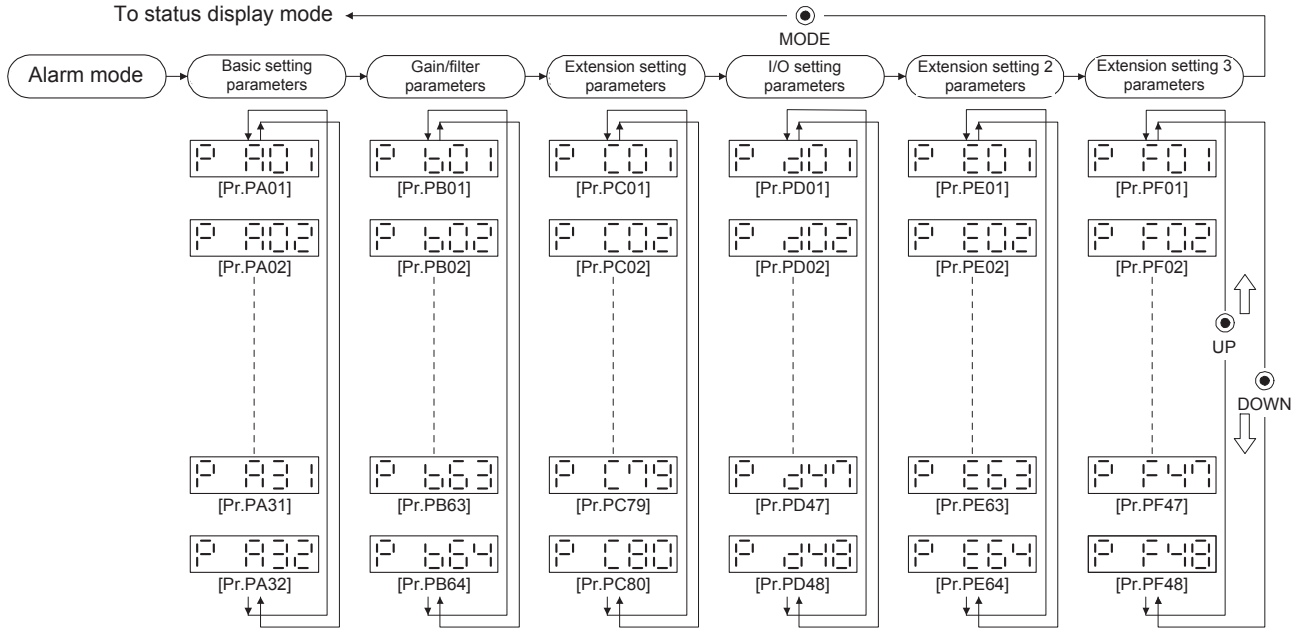 To status display mode
MODE
Alarm mode
Basic setting
parameters
Gain/filter
parameters
Extension setting
parameters
I/O setting
parameters
Extension setting 2
parameters
Extension setting 3
parameters
P A01 P b01 P C01 P d01 P E01 P F01
[Pr.PA01] [Pr.PB01] [Pr.PC01] [Pr.PD01] [Pr.PE01] [Pr.PF01]
P A02 P b02 P C02 P d02 P E02 P F02
[Pr.PA02] [Pr.PB02] [Pr.PC02] [Pr.PD02] [Pr.PE02] [Pr.PF02]
UP
DOWN
P A31 P b63 P C79 P d47 P E63 P F47
[Pr.PA31] [Pr.PB63] [Pr.PC79] [Pr.PD47] [Pr.PE63] [Pr.PF47]
P A32 P b64 P C80 P d48 P E64 P F48
[Pr.PA32] [Pr.PB64] [Pr.PC80] [Pr.PD48] [Pr.PE64] [Pr.PF48]